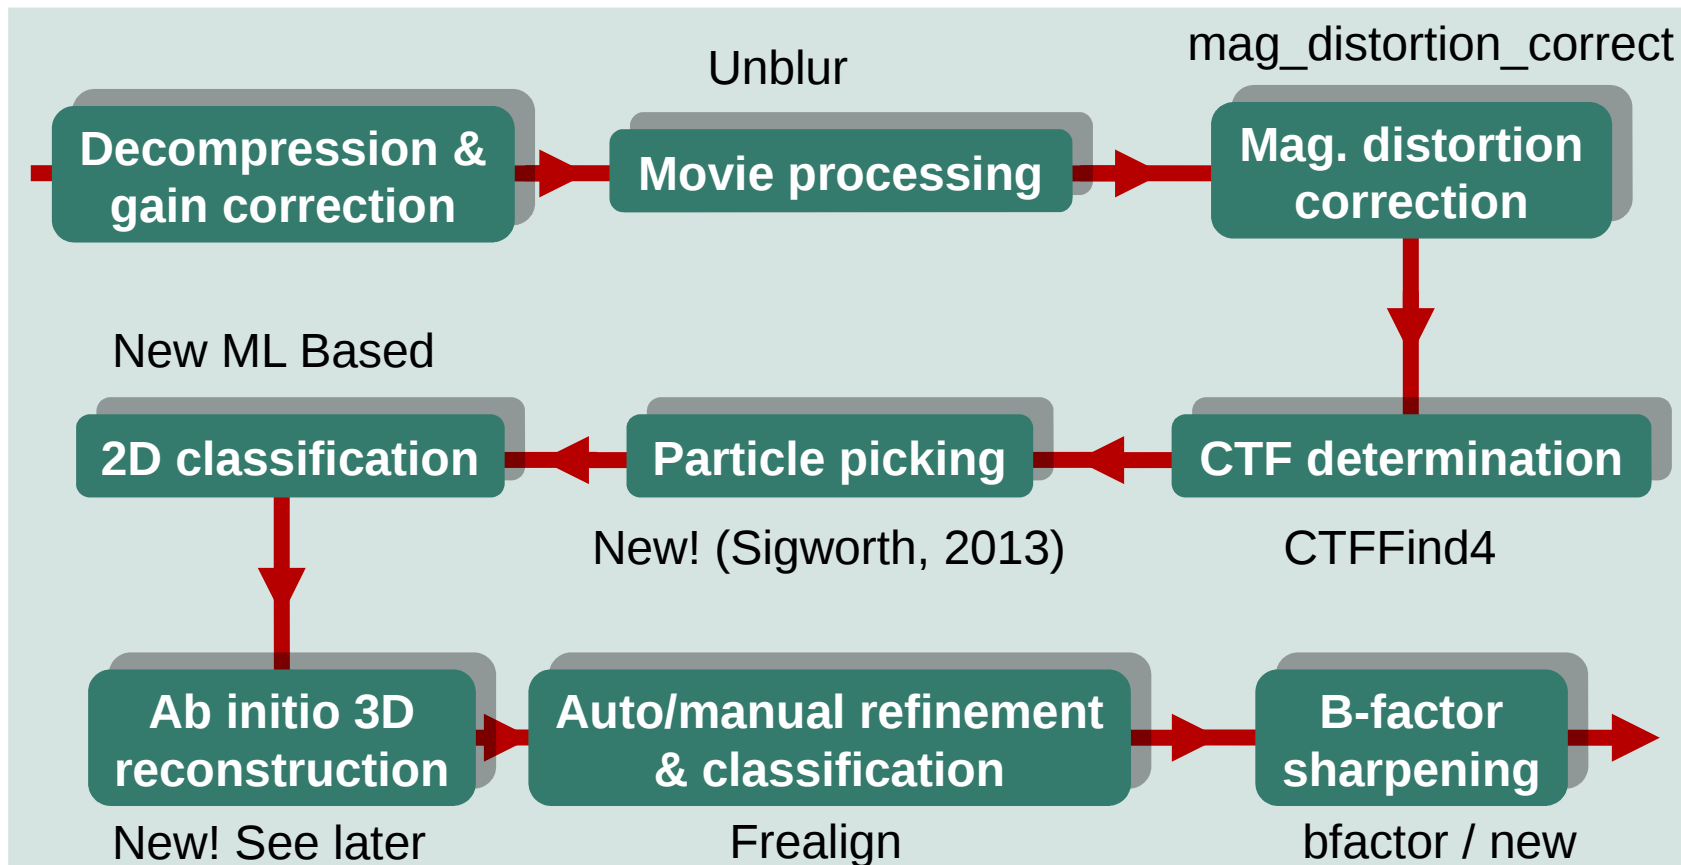 Unblur
mag_distortion_correct
Decompression &
gain correction
Movie processing
Mag. distortion
correction
New ML Based
2D classification
Particle picking
CTF determination
New! (Sigworth, 2013)
CTFFind4
Ab initio 3D
reconstruction
Auto/manual refinement
& classification
B-factor
sharpening
New! See later
Frealign
bfactor / new